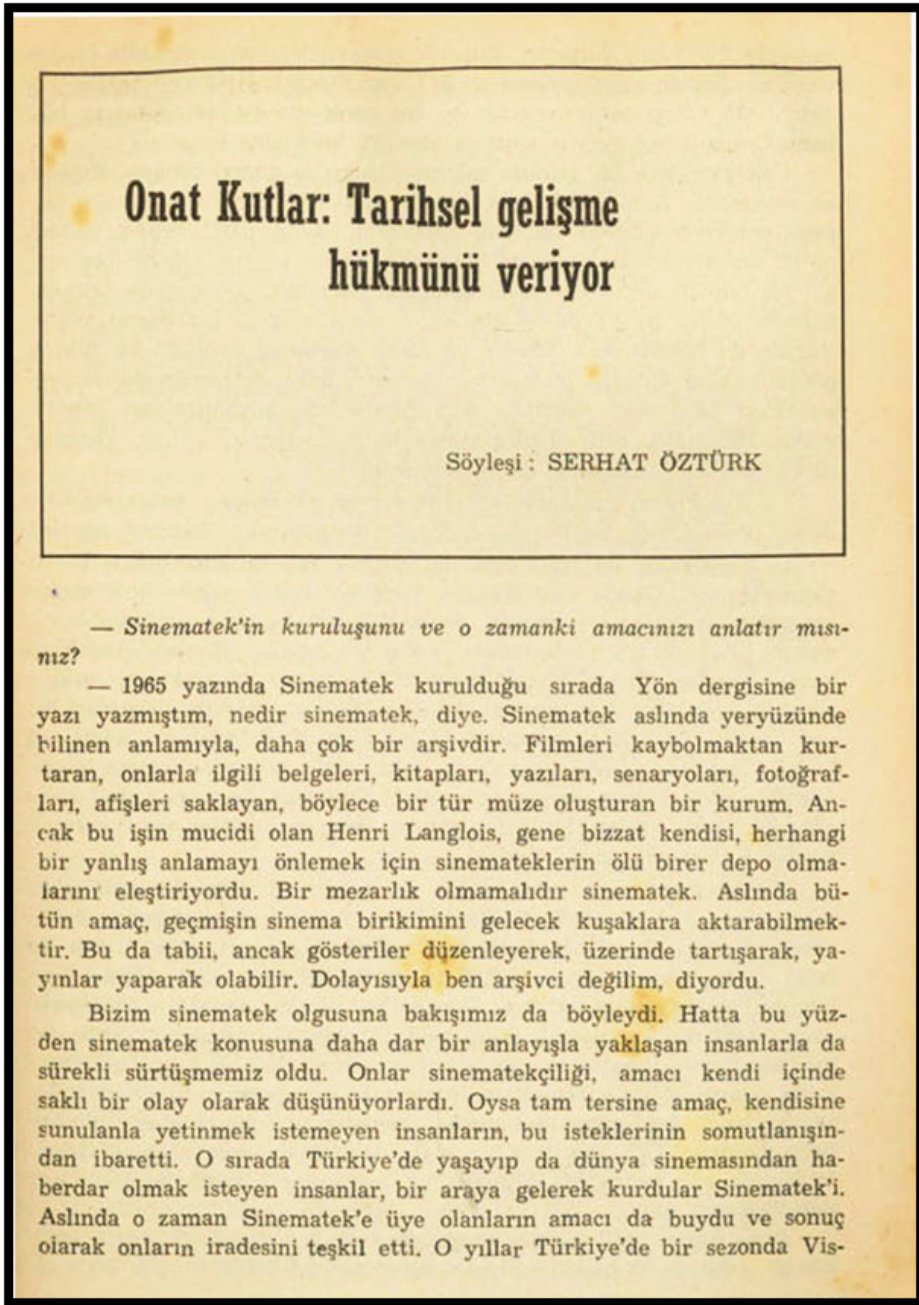 Onat Kutlar: Tarihsel gelişme
hükmünü veriyor
Söyleşi : SERHAT ÖZTÜRK
— Sinematek'in kuruluşunu ve o zamanki amacınızı anlatır mısı-
nız?
— 1965 yazında Sinematek kurulduğu sırada Yön dergisine bir
yazı yazmıştım, nedir sinematek, diye. Sinematek aslında yeryüzünde
bilinen anlamıyla, daha çok bir arşivdir. Filmleri kaybolmaktan kur-
taran, onlarla ilgili belgeleri, kitapları, yazıları, senaryoları, fotoğraf-
ları, afişleri saklayan, böylece bir tür müze oluşturan bir kurum. An-
cak bu işin mucidi olan Henri Langlois, gene bizzat kendisi, herhangi
bir yanlış anlamayı önlemek için sinemateklerin ölü birer depo olma-
larını eleştiriyordu. Bir mezarlık olmamalıdır sinematek. Aslında bü-
tün amaç, geçmişin sinema birikimini gelecek kuşaklara aktarabilmek-
tir. Bu da tabii, ancak gösteriler düzenleyerek, üzerinde tartışarak, ya-
yınlar yaparak olabilir. Dolayısıyla ben arşivci değilim, diyordu.
Bizim sinematek olgusuna bakışımız da böyleydi. Hatta bu yüz-
den sinematek konusuna daha dar bir anlayışla yaklaşan insanlarla da
sürekli sürtüşmemiz oldu. Onlar sinematekçiliği, amacı kendi içinde
saklı bir olay olarak düşünüyorlardı. Oysa tam tersine amaç, kendisine
sunulanla yetinmek istemeyen insanların, bu isteklerinin somutlanışın-
dan ibaretti. O sırada Türkiye'de yaşayıp da dünya sinemasından ha-
berdar olmak isteyen insanlar, bir araya gelerek kurdular Sinematek'i.
Aslında o zaman Sinematek'e üye olanların amacı da buydu ve sonuç
olarak onların iradesini teşkil etti. O yıllar Türkiye'de bir sezonda Vis-